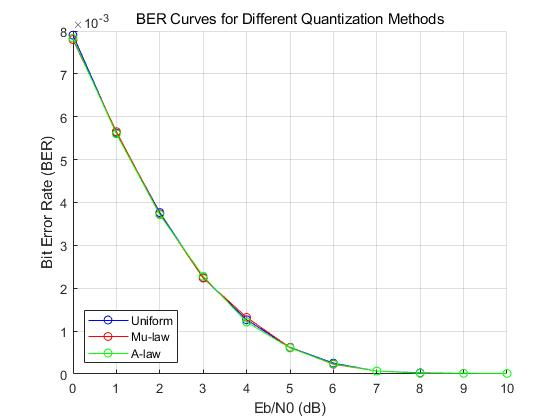 ×10⁻³
BER Curves for Different Quantization Methods
8
7
6
5
4
3
2
1
0
Bit Error Rate (BER)
Uniform
Mu-law
A-law
0 1 2 3 4 5 6 7 8 9 10
Eb/N0 (dB)